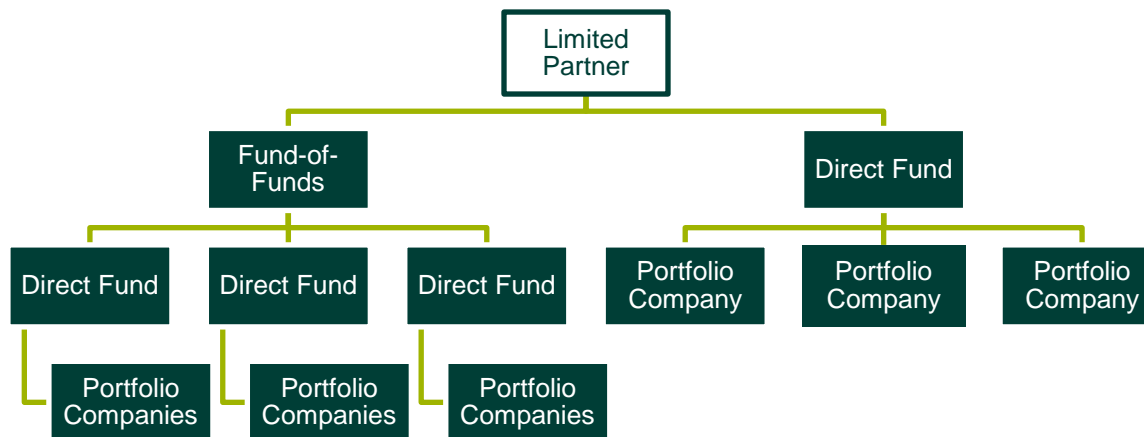 Limited
Partner
Fund-of-
Funds
Direct Fund
Direct Fund
Direct Fund
Direct Fund
Portfolio
Company
Portfolio
Company
Portfolio
Company
Portfolio
Companies
Portfolio
Companies
Portfolio
Companies